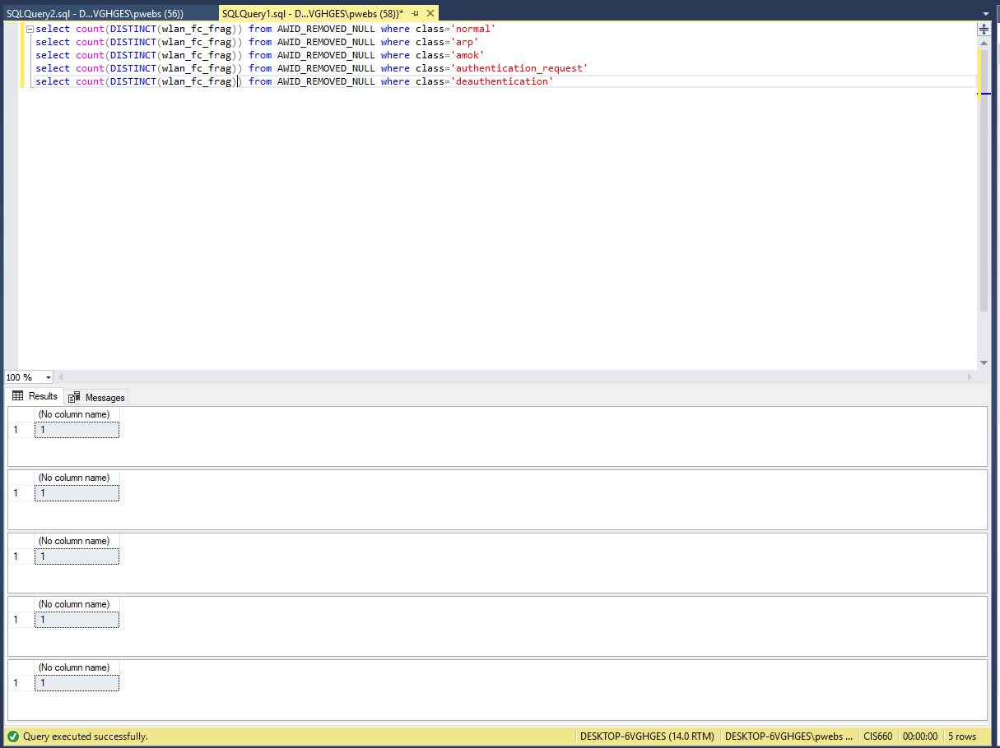 SQLQuery2.sql - D...VGHGES\pwebs (56)) SQLQuery1.sql - D...VGHGES\pwebs (58))*
select count(DISTINCT(wlan_fc_frag)) from AWID_REMOVED_NULL where class='normal'
select count(DISTINCT(wlan_fc_frag)) from AWID_REMOVED_NULL where class='arp'
select count(DISTINCT(wlan_fc_frag)) from AWID_REMOVED_NULL where class='amok'
select count(DISTINCT(wlan_fc_frag)) from AWID_REMOVED_NULL where class='authentication_request'
select count(DISTINCT(wlan_fc_frag)) from AWID_REMOVED_NULL where class='deauthentication'
100 %
Results Messages
(No column name)
1 1
(No column name)
1 1
(No column name)
1 1
(No column name)
1 1
(No column name)
1 1
Query executed successfully. DESKTOP-6VGHGES (14.0 RTM) DESKTOP-6VGHGES\pwebs ... CIS660 00:00:00 5 rows